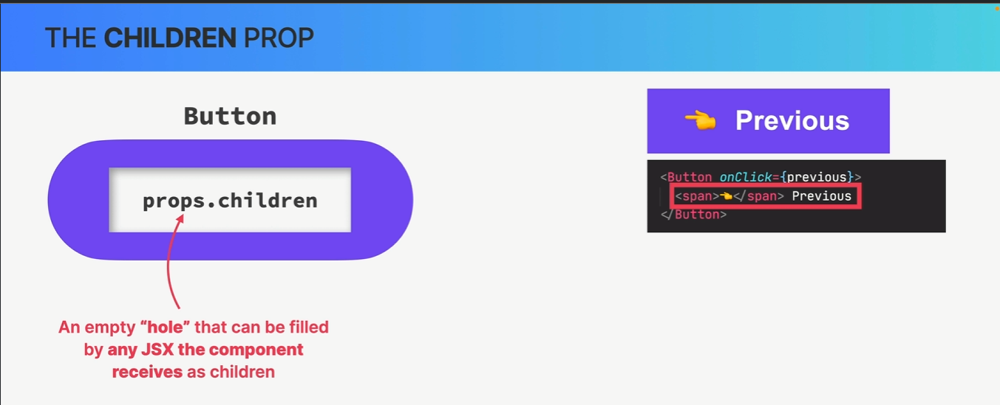 THE CHILDREN PROP
Button
props.children
An empty “hole” that can be filled
by any JSX the component
receives as children
👈 Previous
<Button onClick={previous}>
<span>👈</span> Previous
</Button>